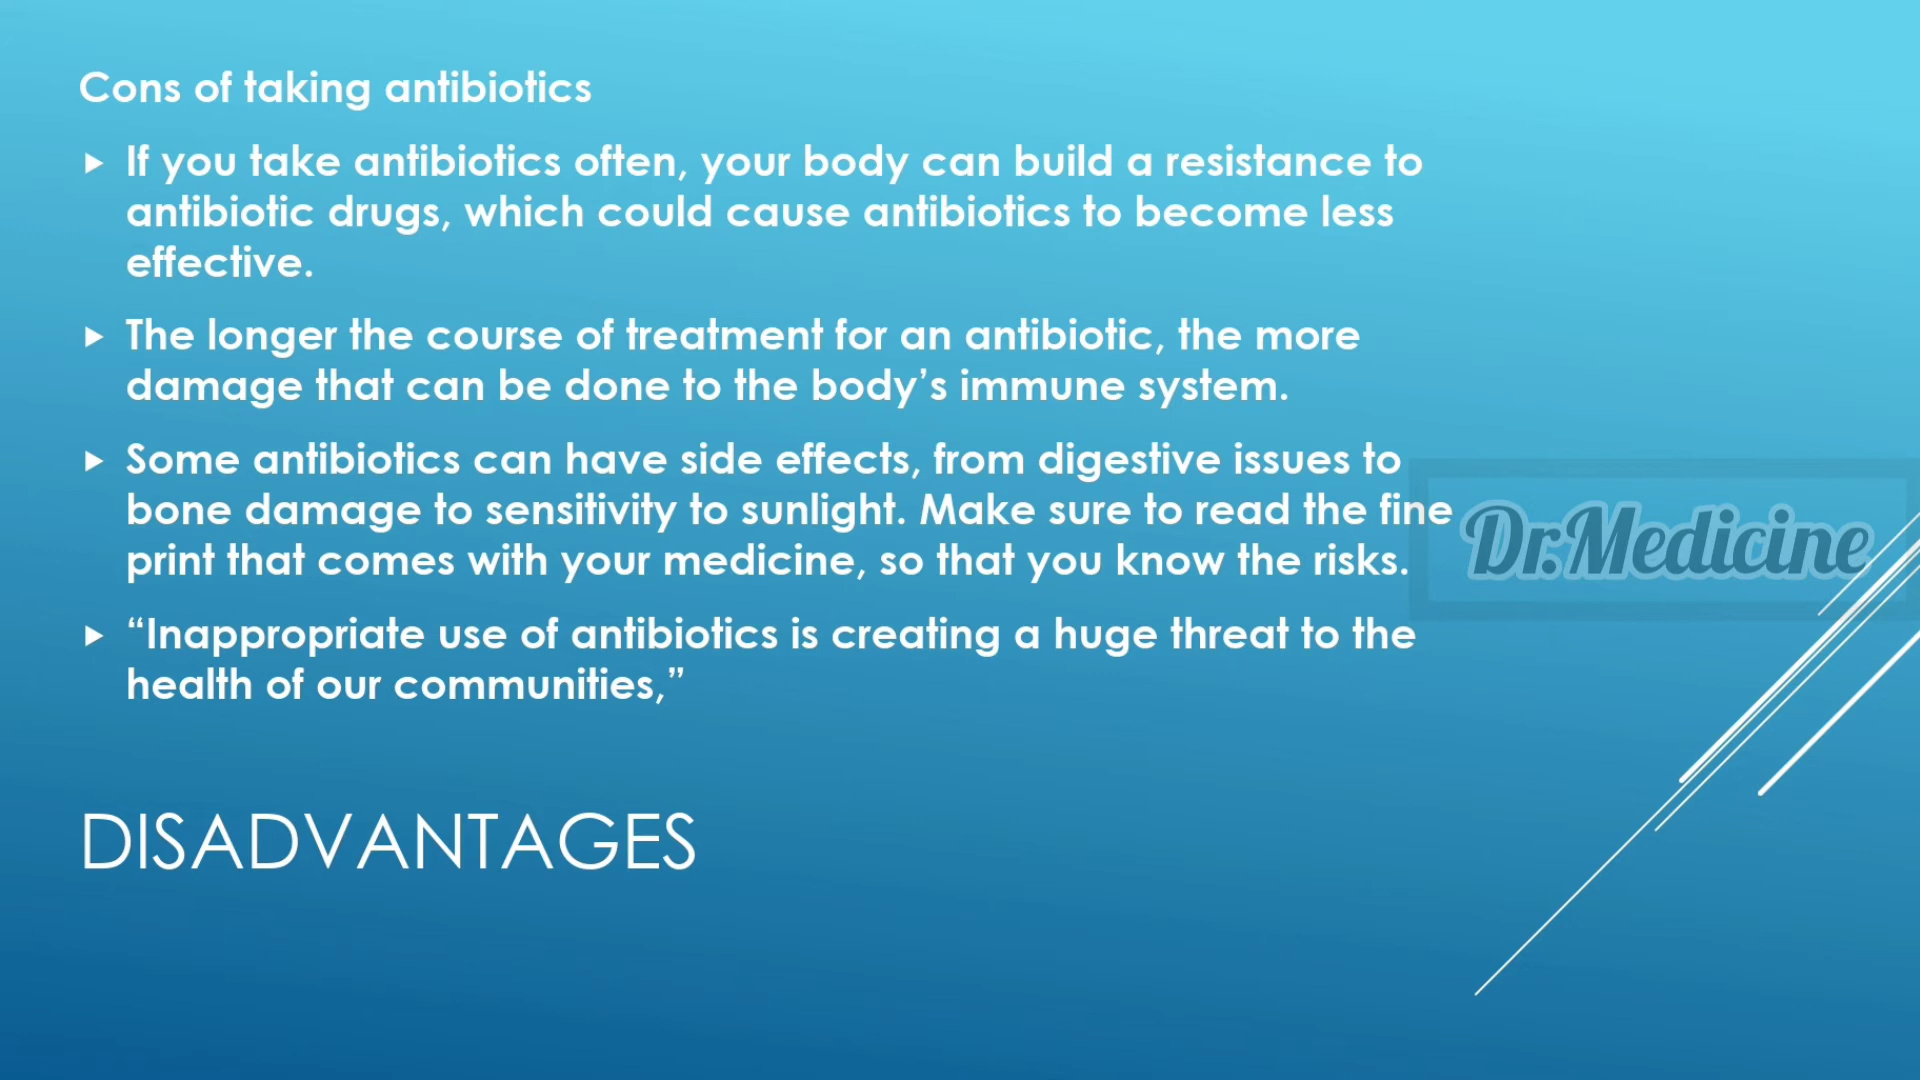 Cons of taking antibiotics
If you take antibiotics often, your body can build a resistance to
antibiotic drugs, which could cause antibiotics to become less
effective.
The longer the course of treatment for an antibiotic, the more
damage that can be done to the body’s immune system.
Some antibiotics can have side effects, from digestive issues to
bone damage to sensitivity to sunlight. Make sure to read the fine
print that comes with your medicine, so that you know the risks.
“Inappropriate use of antibiotics is creating a huge threat to the
health of our communities,”
DISADVANTAGES
Dr.Medicine